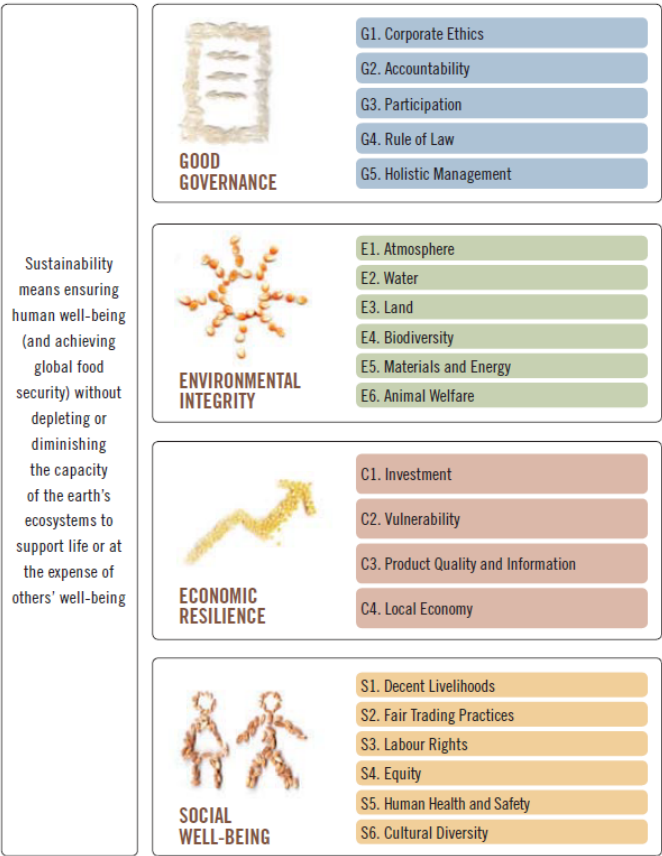 Sustainability
means ensuring
human well-being
(and achieving
global food
security) without
depleting or
diminishing
the capacity
of the earth's
ecosystems to
support life or at
the expense of
others' well-being
GOOD
GOVERNANCE
G1. Corporate Ethics
G2. Accountability
G3. Participation
G4. Rule of Law
G5. Holistic Management
ENVIRONMENTAL
INTEGRITY
E1. Atmosphere
E2. Water
E3. Land
E4. Biodiversity
E5. Materials and Energy
E6. Animal Welfare
ECONOMIC
RESILIENCE
C1. Investment
C2. Vulnerability
C3. Product Quality and Information
C4. Local Economy
SOCIAL
WELL-BEING
S1. Decent Livelihoods
S2. Fair Trading Practices
S3. Labour Rights
S4. Equity
S5. Human Health and Safety
S6. Cultural Diversity